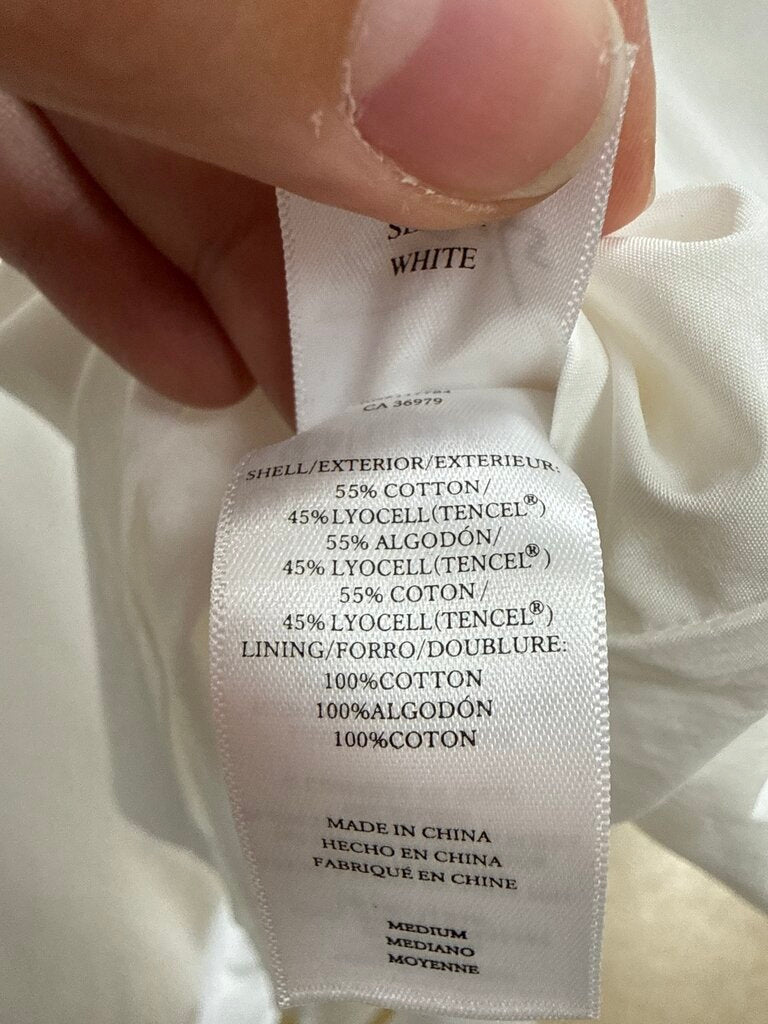 WHITE
CA 36979
SHELL/EXTERIOR/EXTERIEUR:
55% COTTON/
45% LYOCELL(TENCEL®)
55% ALGODÓN/
45% LYOCELL(TENCEL®)
55% COTON/
45% LYOCELL(TENCEL®)
LINING/FORRO/DOUBLURE:
100%COTTON
100%ALGODÓN
100%COTON
MADE IN CHINA
HECHO EN CHINA
FABRIQUÉ EN CHINE
MEDIUM
MEDIANO
MOYENNE